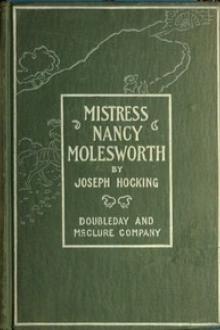 MISTRESS
NANCY
MOLESWORTH
BY
JOSEPH HOCKING
DOUBLEDAY AND
McCLURE COMPANY